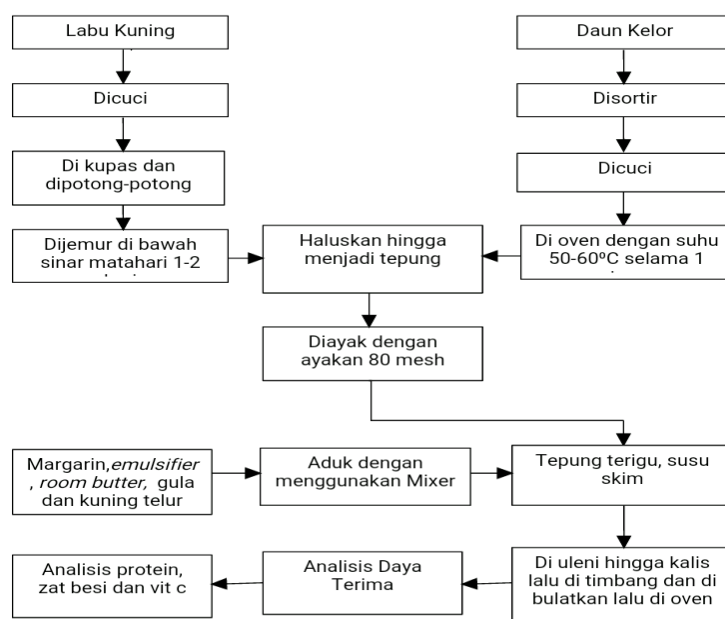 Labu Kuning
Daun Kelor
Dicuci
Disortir
Di kupas dan
dipotong-potong
Dicuci
Dijemur di bawah
sinar matahari 1-2
Haluskan hingga
menjadi tepung
Di oven dengan suhu
50-60ºC selama 1
Diayak dengan
ayakan 80 mesh
Margarin,emulsifier
, room butter, gula
dan kuning telur
Aduk dengan
menggunakan Mixer
Tepung terigu, susu
skim
Di uleni hingga kalis
lalu di timbang dan di
bulatkan lalu di oven
Analisis Daya
Terima
Analisis protein,
zat besi dan vit c